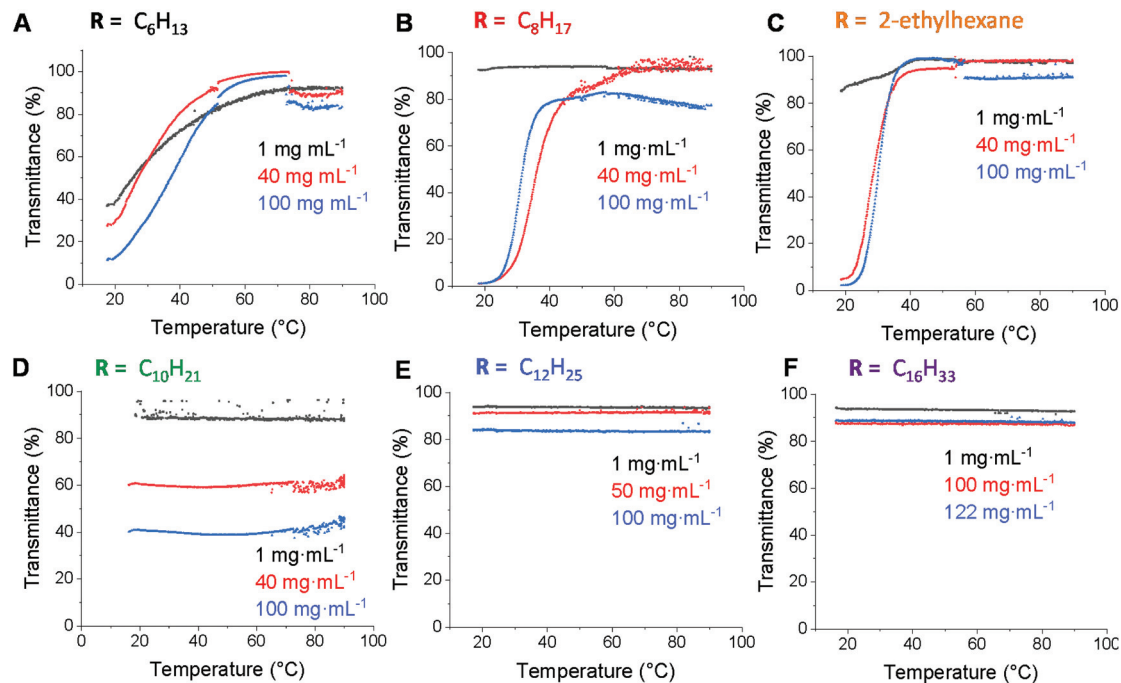 A R = C₆H₁₃
Transmittance (%)
100
80
60
40
20
0
1 mg mL⁻¹
40 mg mL⁻¹
100 mg mL⁻¹
20 40 60 80 100
Temperature (°C)
B R = C₈H₁₇
Transmittance (%)
100
80
60
40
20
0
1 mg·mL⁻¹
40 mg·mL⁻¹
100 mg·mL⁻¹
20 40 60 80 100
Temperature (°C)
C R = 2-ethylhexane
Transmittance (%)
100
80
60
40
20
0
1 mg·mL⁻¹
40 mg·mL⁻¹
100 mg·mL⁻¹
20 40 60 80 100
Temperature (°C)
D R = C₁₀H₂₁
Transmittance (%)
100
80
60
40
20
0
1 mg·mL⁻¹
40 mg·mL⁻¹
100 mg·mL⁻¹
0 20 40 60 80 100
Temperature (°C)
E R = C₁₂H₂₅
Transmittance (%)
100
80
60
40
20
0
1 mg·mL⁻¹
50 mg·mL⁻¹
100 mg·mL⁻¹
20 40 60 80 100
Temperature (°C)
F R = C₁₆H₃₃
Transmittance (%)
100
80
60
40
20
0
1 mg·mL⁻¹
100 mg·mL⁻¹
122 mg·mL⁻¹
20 40 60 80 100
Temperature (°C)